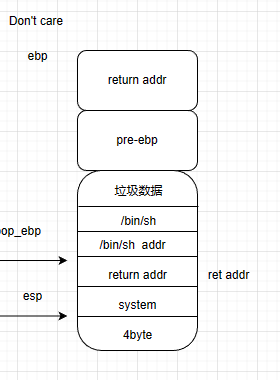 Don't care
ebp
return addr
pre-ebp
垃圾数据
/bin/sh
/bin/sh addr
return addr
ret addr
system
esp
4byte